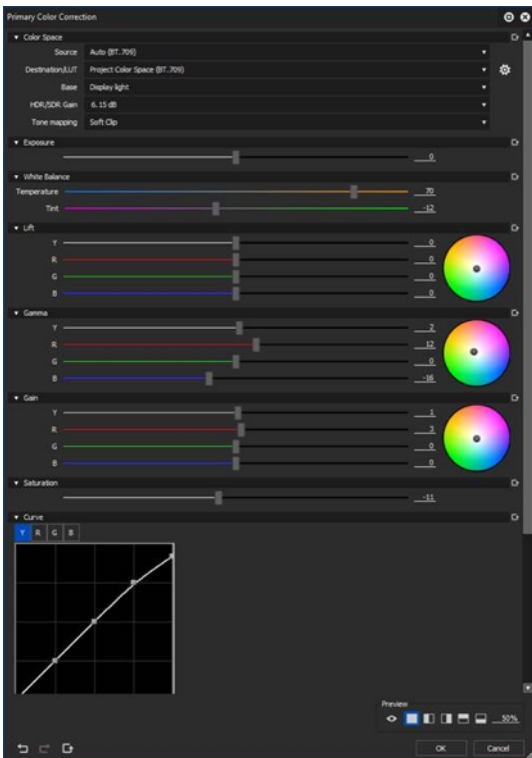 Primary Color Correction
Color Space
Source Auto (BT.709)
Destination/LUT Project Color Space (BT.709)
Base Display light
HDR/SDR Gain 6.15 dB
Tone mapping Soft Clip
Exposure
0
White Balance
Temperature 70
Tint -12
Lift
Y 0
R 0
G 0
B 0
Gamma
Y 2
R 12
G 0
B -16
Gain
Y 1
R 3
G 0
B 0
Saturation
-11
Curve
Y R G B
Preview
50%
OK Cancel